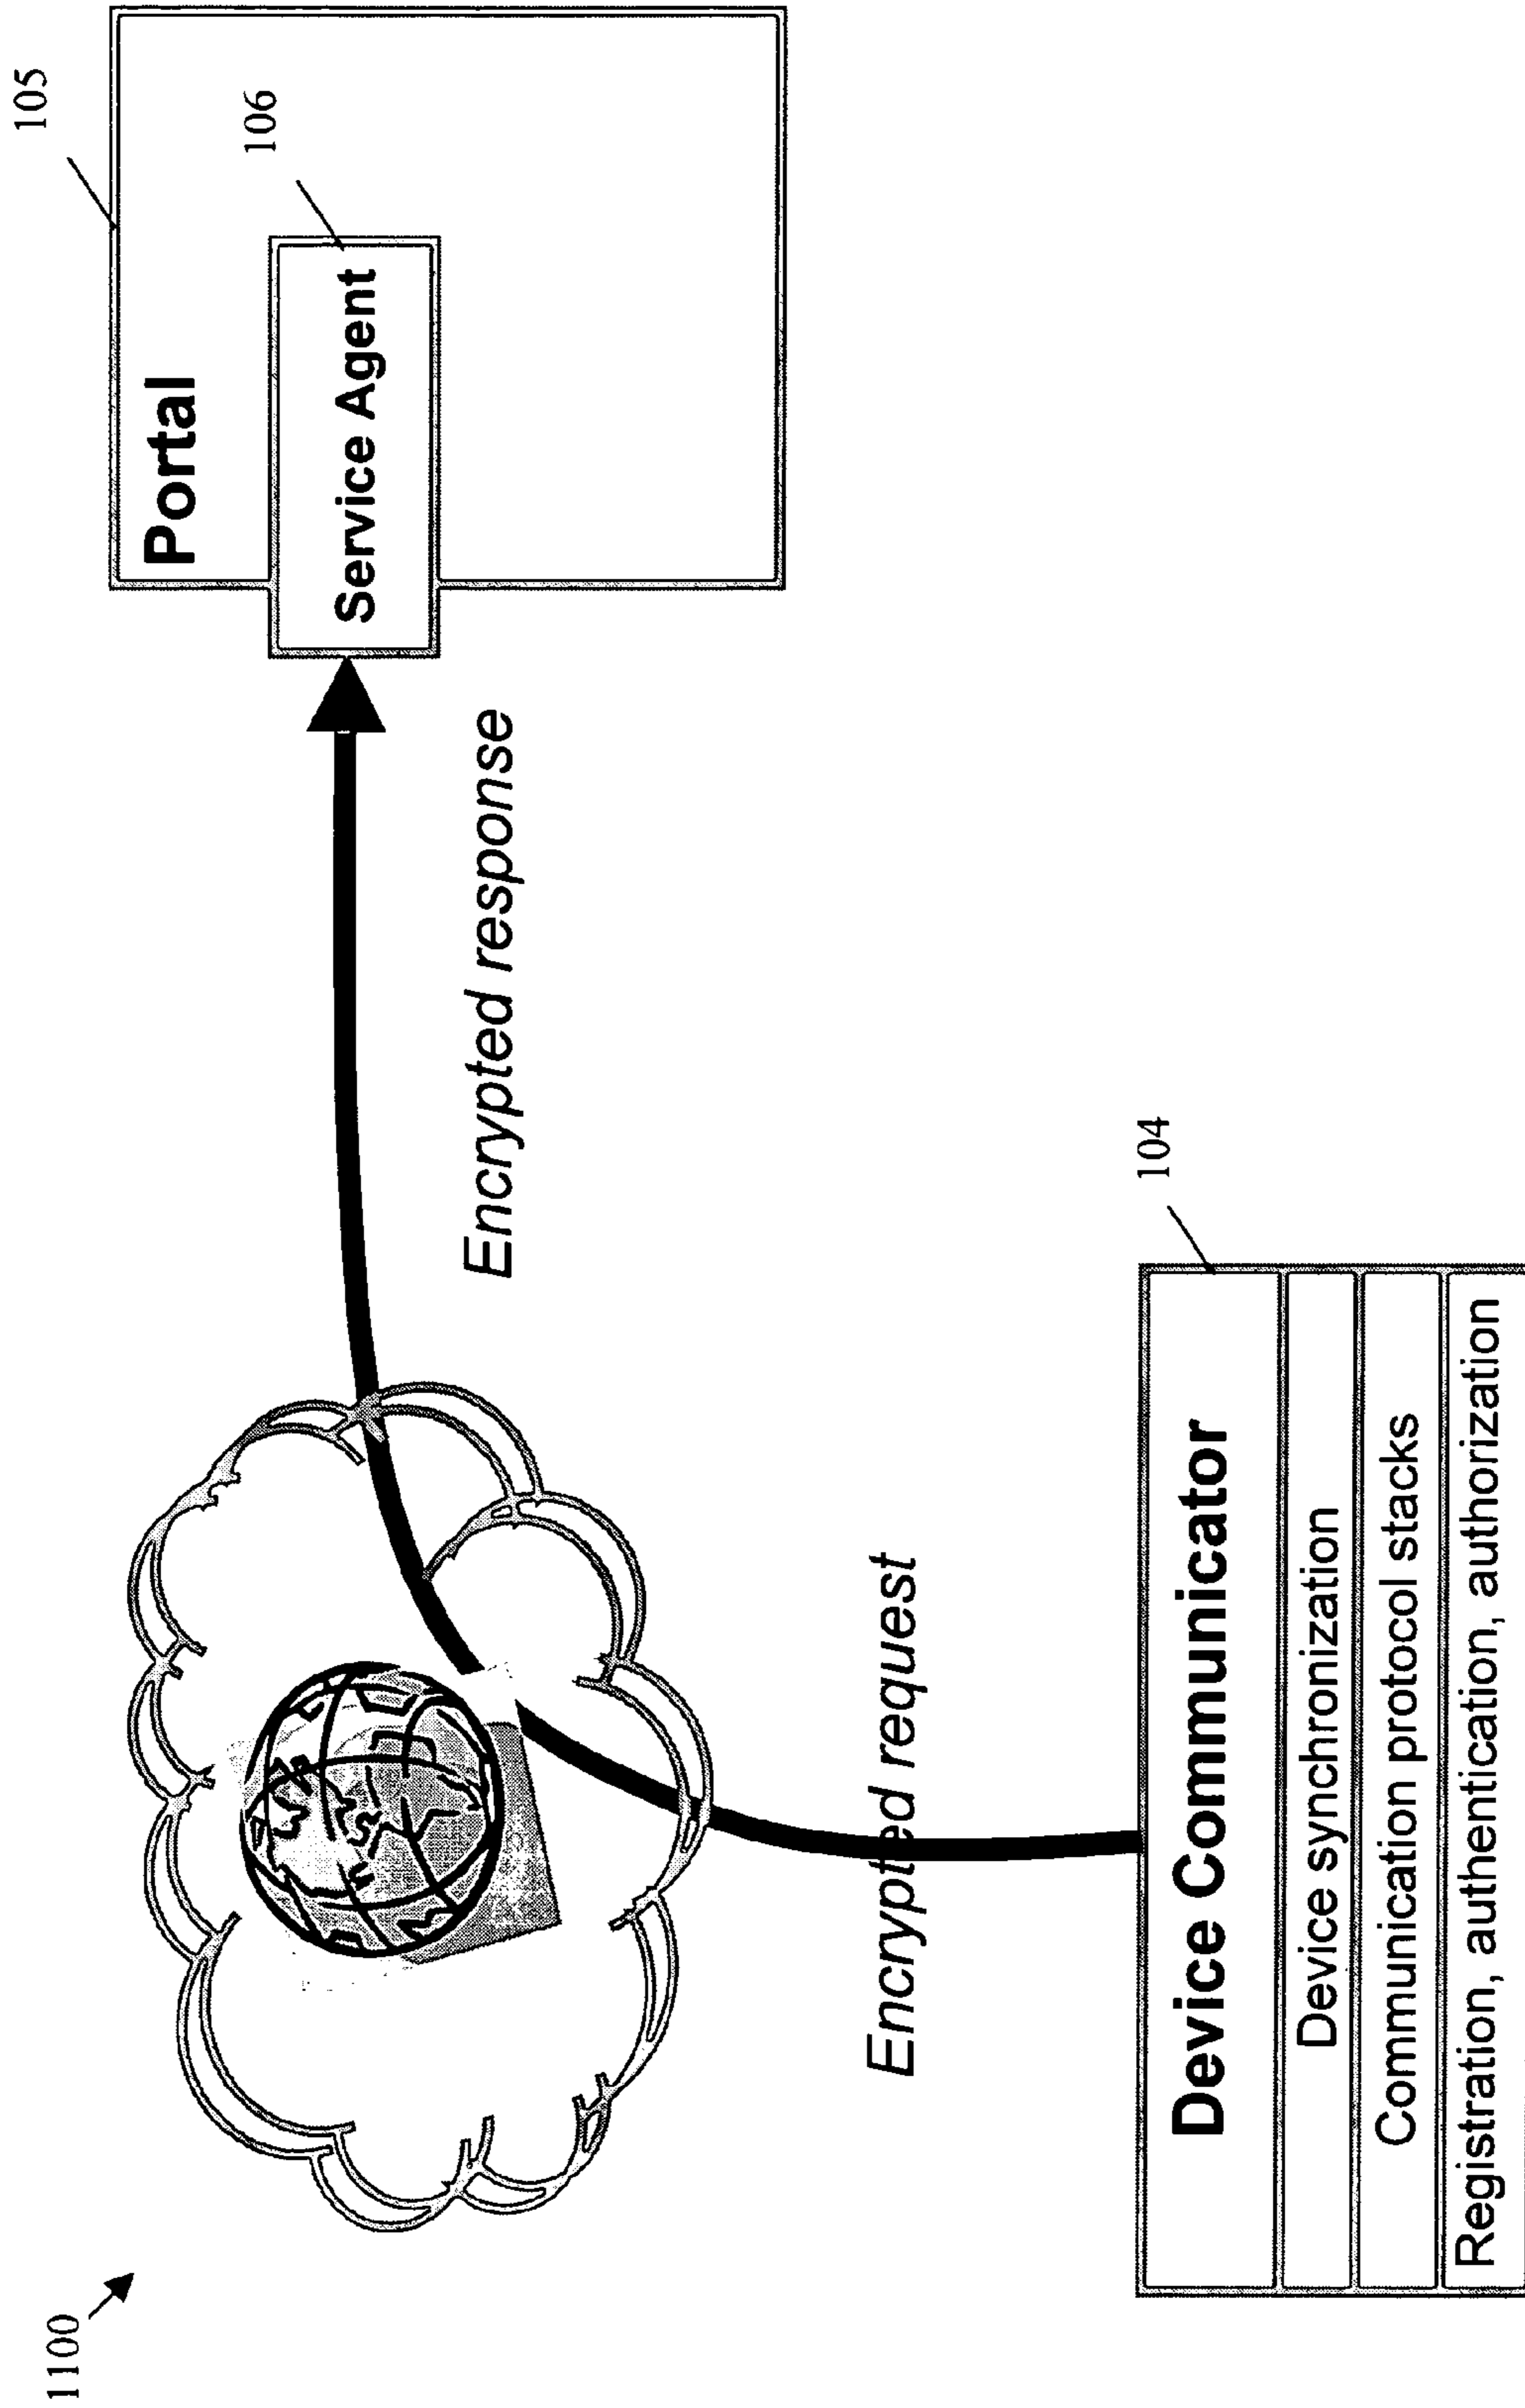 1100
105
Portal
106
Service Agent
Encrypted response
Encrypted request
104
Device Communicator
Device synchronization
Communication protocol stacks
Registration, authentication, authorization